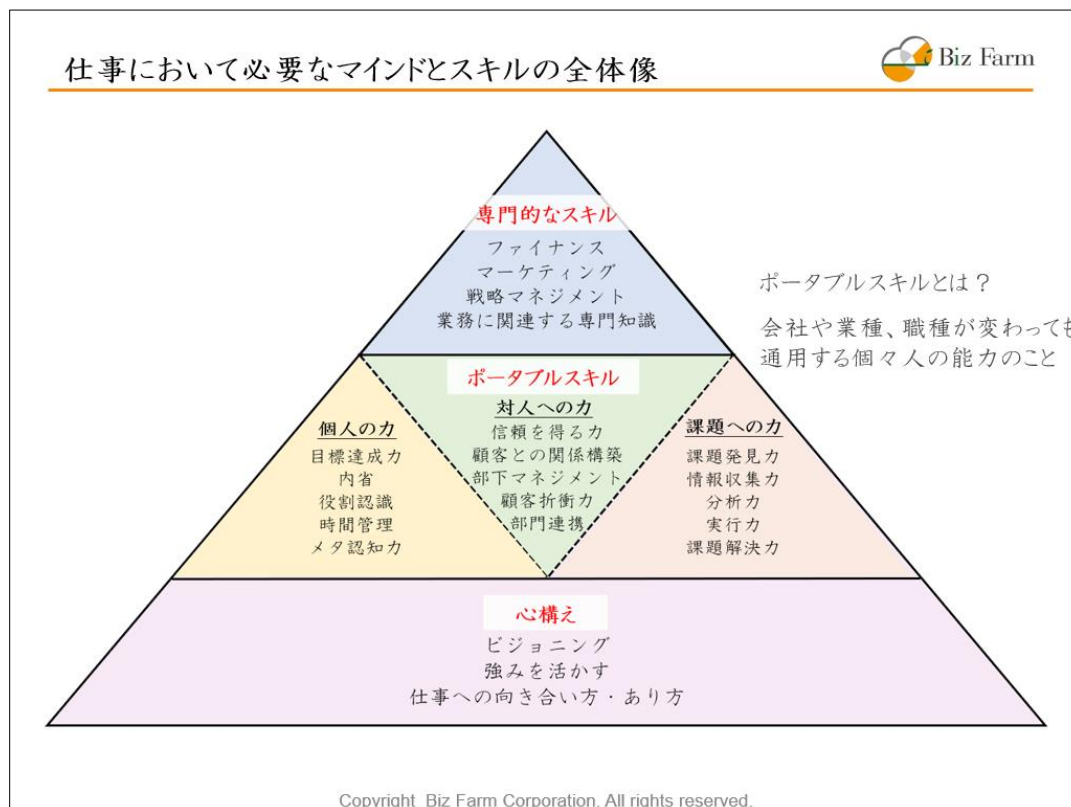 仕事において必要なマインドとスキルの全体像
Biz Farm
専門的なスキル
ファイナンス
マーケティング
戦略マネジメント
業務に関連する専門知識
ポータブルスキルとは？
会社や業種、職種が変わっても
通用する個々人の能力のこと
ポータブルスキル
個人の力
目標達成力
内省
役割認識
時間管理
メタ認知力
対人への力
信頼を得る力
顧客との関係構築
部下マネジメント
顧客折衝力
部門連携
課題への力
課題発見力
情報収集力
分析力
実行力
課題解決力
心構え
ビジョニング
強みを活かす
仕事への向き合い方・あり方
Copyright Biz Farm Corporation. All rights reserved.